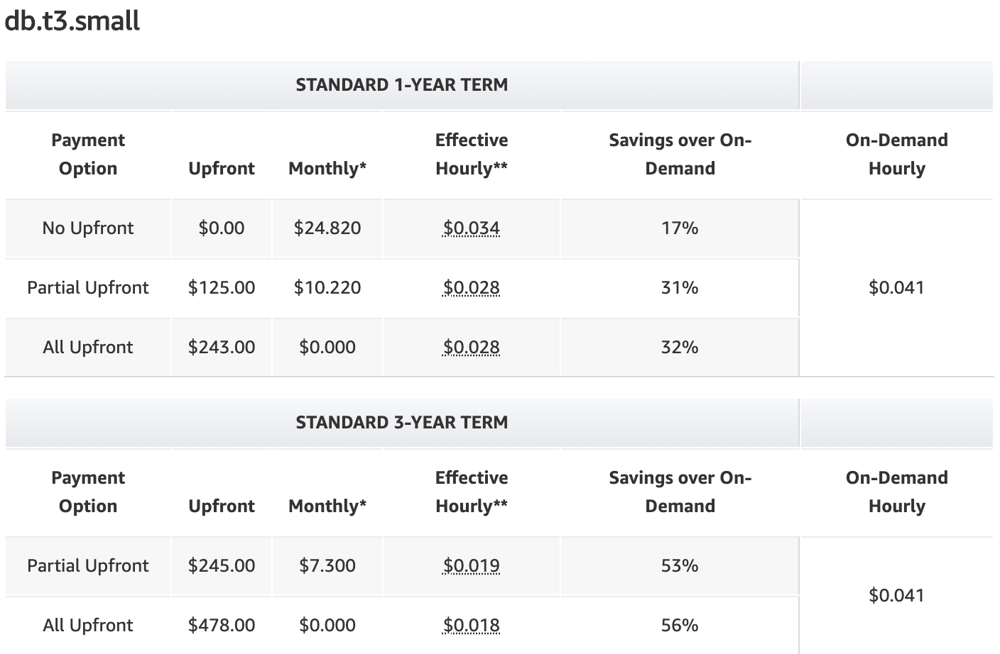 db.t3.small
STANDARD 1-YEAR TERM
Payment Option Upfront Monthly* Effective Hourly** Savings over On-Demand On-Demand Hourly
No Upfront $0.00 $24.820 $0.034 17%
Partial Upfront $125.00 $10.220 $0.028 31% $0.041
All Upfront $243.00 $0.000 $0.028 32%
STANDARD 3-YEAR TERM
Payment Option Upfront Monthly* Effective Hourly** Savings over On-Demand On-Demand Hourly
Partial Upfront $245.00 $7.300 $0.019 53%
$0.041
All Upfront $478.00 $0.000 $0.018 56%